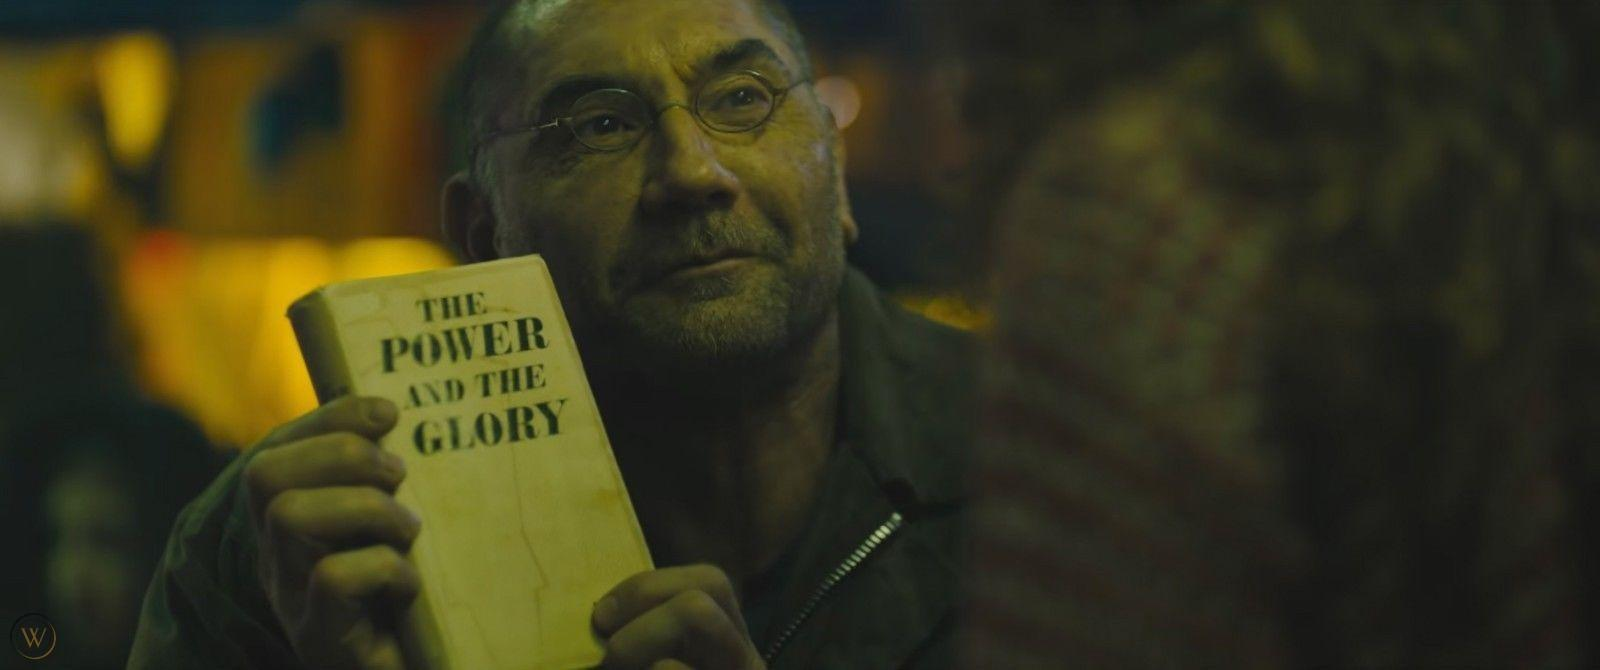 THE
POWER
AND THE
GLORY
W